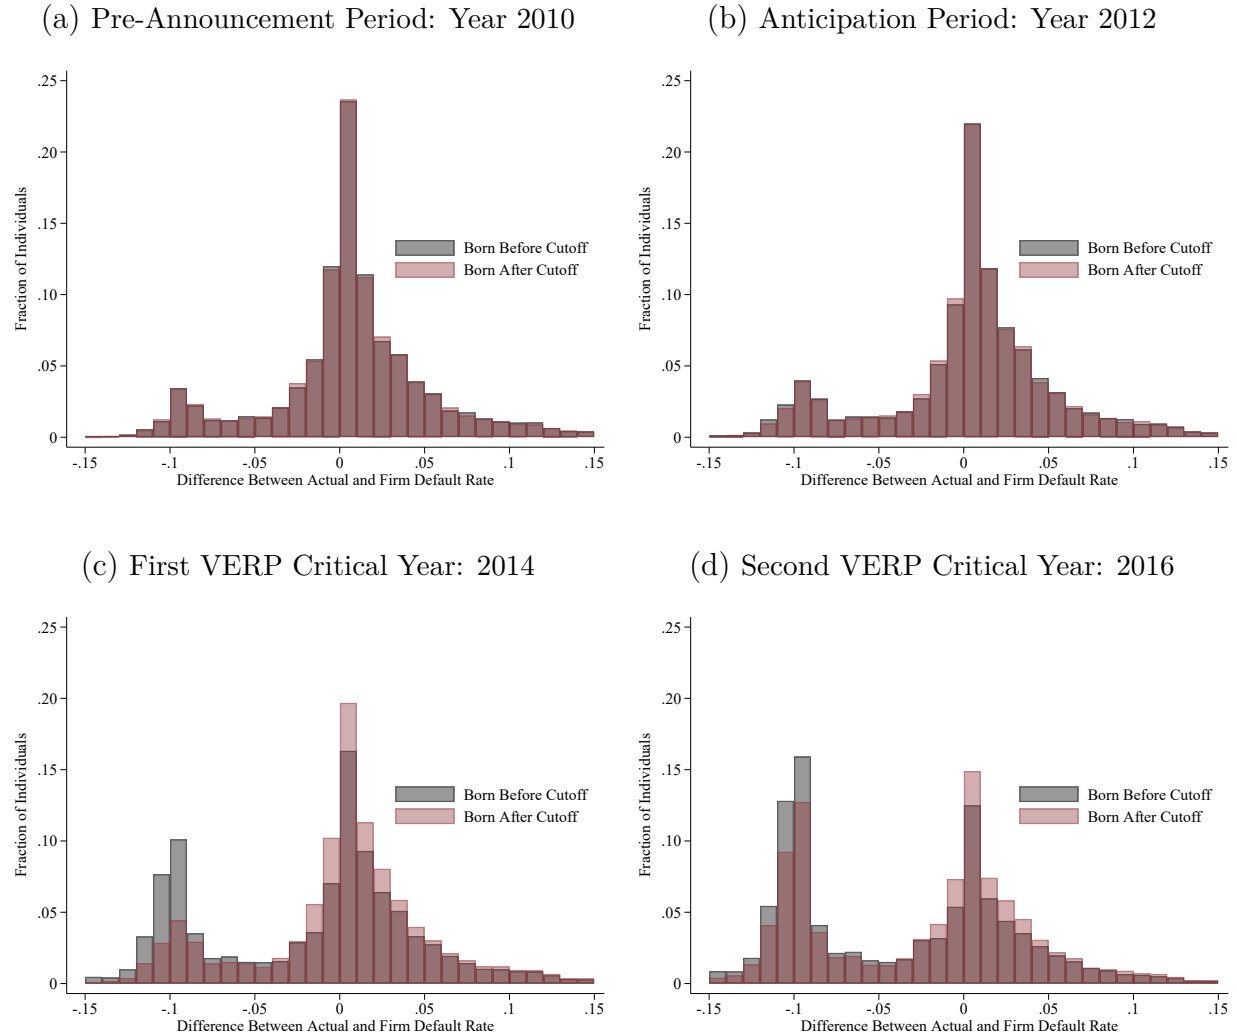 (a) Pre-Announcement Period: Year 2010
.25
.20
.15
.10
.05
0
Fraction of Individuals
Born Before Cutoff
Born After Cutoff
-.15 -.1 -.05 0 .05 .1 .15
Difference Between Actual and Firm Default Rate
(b) Anticipation Period: Year 2012
.25
.20
.15
.10
.05
0
Fraction of Individuals
Born Before Cutoff
Born After Cutoff
-.15 -.1 -.05 0 .05 .1 .15
Difference Between Actual and Firm Default Rate
(c) First VERP Critical Year: 2014
.25
.20
.15
.10
.05
0
Fraction of Individuals
Born Before Cutoff
Born After Cutoff
-.15 -.1 -.05 0 .05 .1 .15
Difference Between Actual and Firm Default Rate
(d) Second VERP Critical Year: 2016
.25
.20
.15
.10
.05
0
Fraction of Individuals
Born Before Cutoff
Born After Cutoff
-.15 -.1 -.05 0 .05 .1 .15
Difference Between Actual and Firm Default Rate